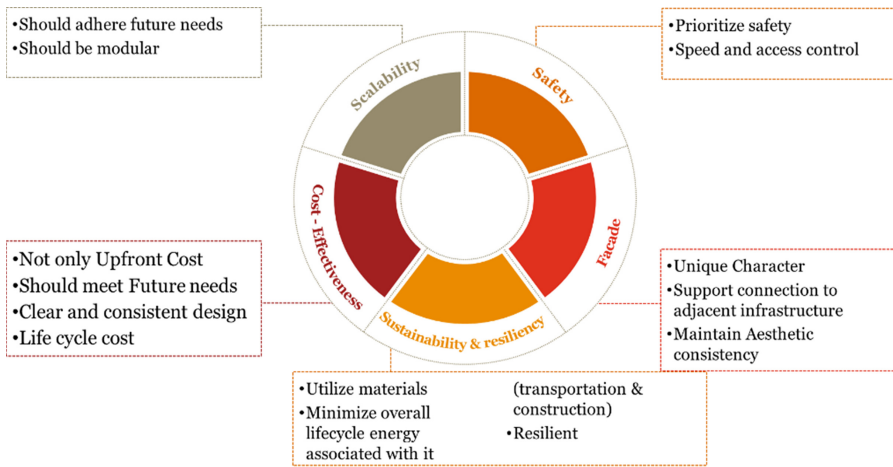 •Should adhere future needs
•Should be modular
•Prioritize safety
•Speed and access control
Scalability
Safety
Cost - Effectiveness
Facade
Sustainability & resiliency
•Not only Upfront Cost
•Should meet Future needs
•Clear and consistent design
•Life cycle cost
•Unique Character
•Support connection to
adjacent infrastructure
•Maintain Aesthetic
consistency
•Utilize materials
•Minimize overall
lifecycle energy
associated with it
(transportation &
construction)
•Resilient